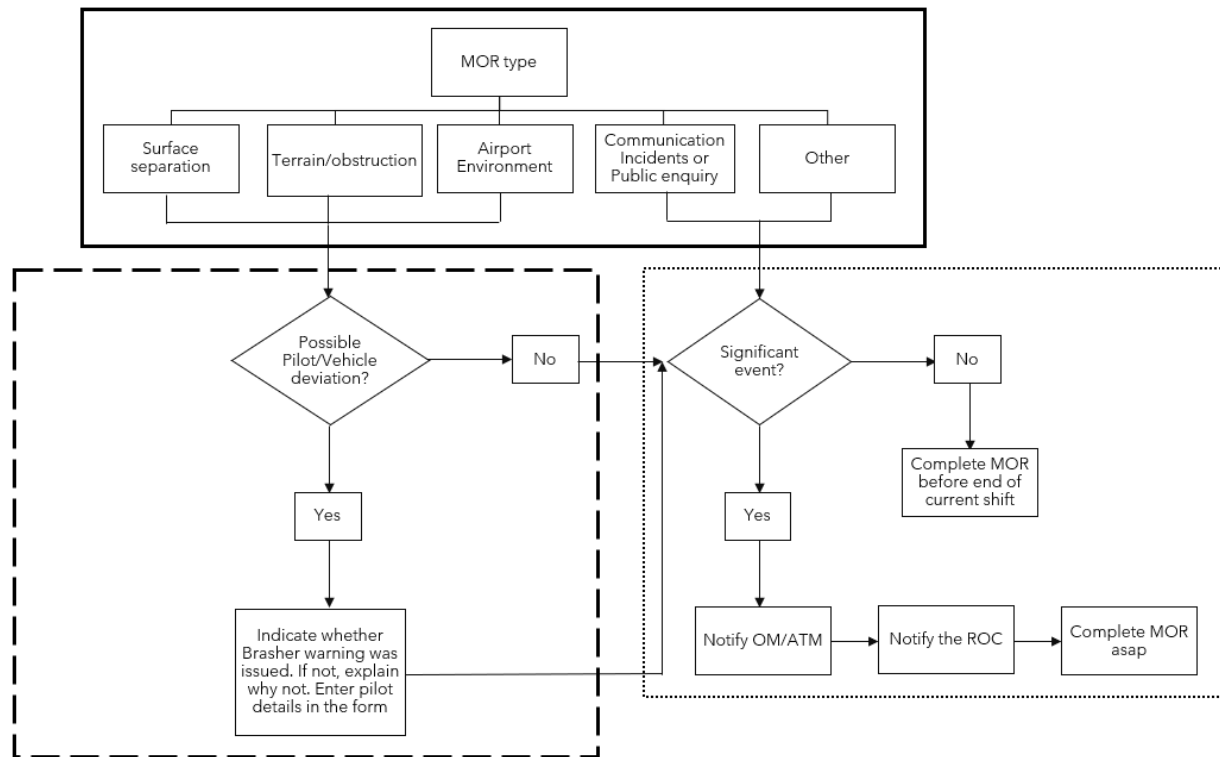 MOR type
Surface
separation
Terrain/obstruction
Airport
Environment
Communication
Incidents or
Public enquiry
Other
Possible
Pilot/Vehicle
deviation?
No
Significant
event?
No
Complete MOR
before end of
current shift
Yes
Yes
Indicate whether
Brasher warning was
issued. If not, explain
why not. Enter pilot
details in the form
Notify OM/ATM
Notify the ROC
Complete MOR
asap